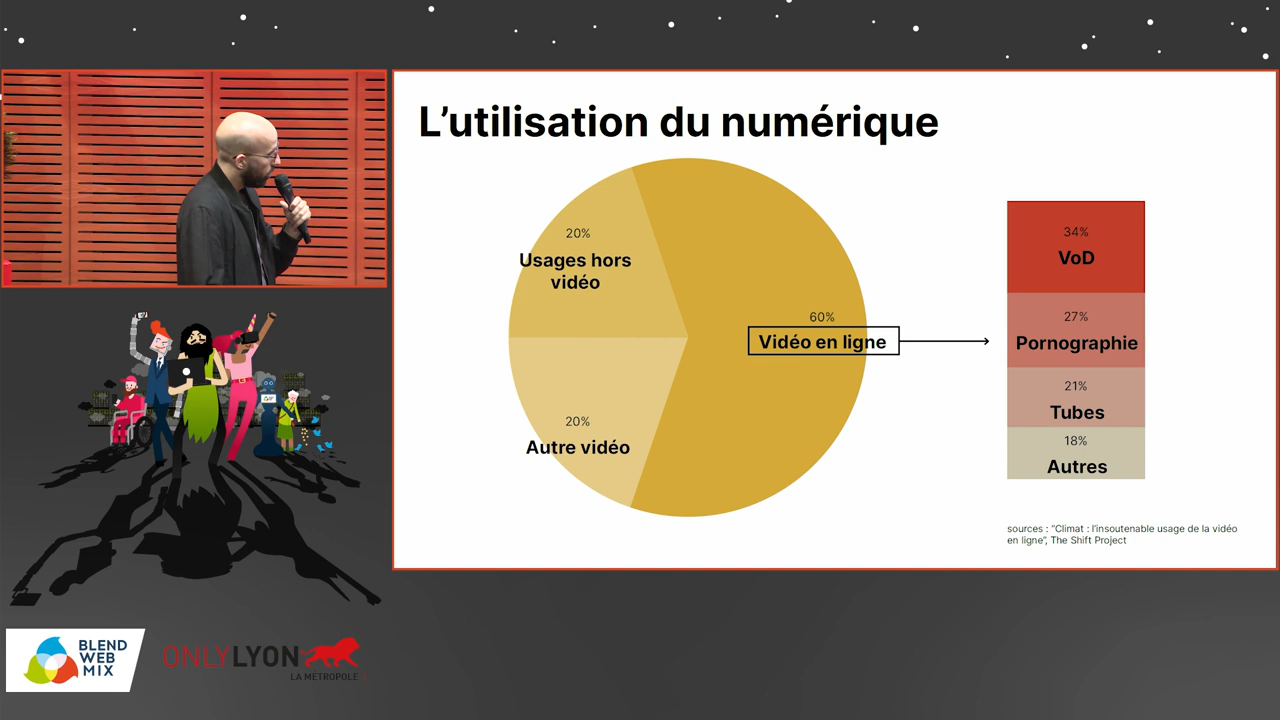 L’utilisation du numérique
20%
Usages hors
vidéo
60%
Vidéo en ligne
20%
Autre vidéo
34%
VoD
27%
Pornographie
21%
Tubes
18%
Autres
sources : “Climat : l’insoutenable usage de la vidéo
en ligne”, The Shift Project
BLEND
WEB
MIX
ONLYLYON
LA MÉTROPOLE